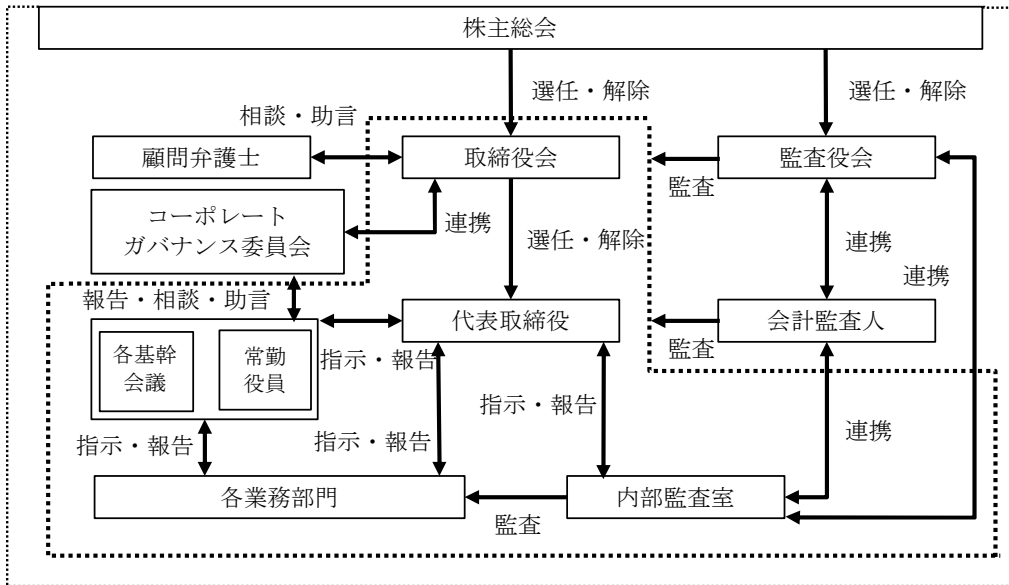 株主総会
選任・解除
選任・解除
相談・助言
顧問弁護士
取締役会
監査役会
監査
コーポレート
ガバナンス委員会
連携
選任・解除
連携
連携
報告・相談・助言
代表取締役
会計監査人
監査
各基幹
会議
常勤
役員
指示・報告
指示・報告
指示・報告
指示・報告
連携
各業務部門
内部監査室
監査